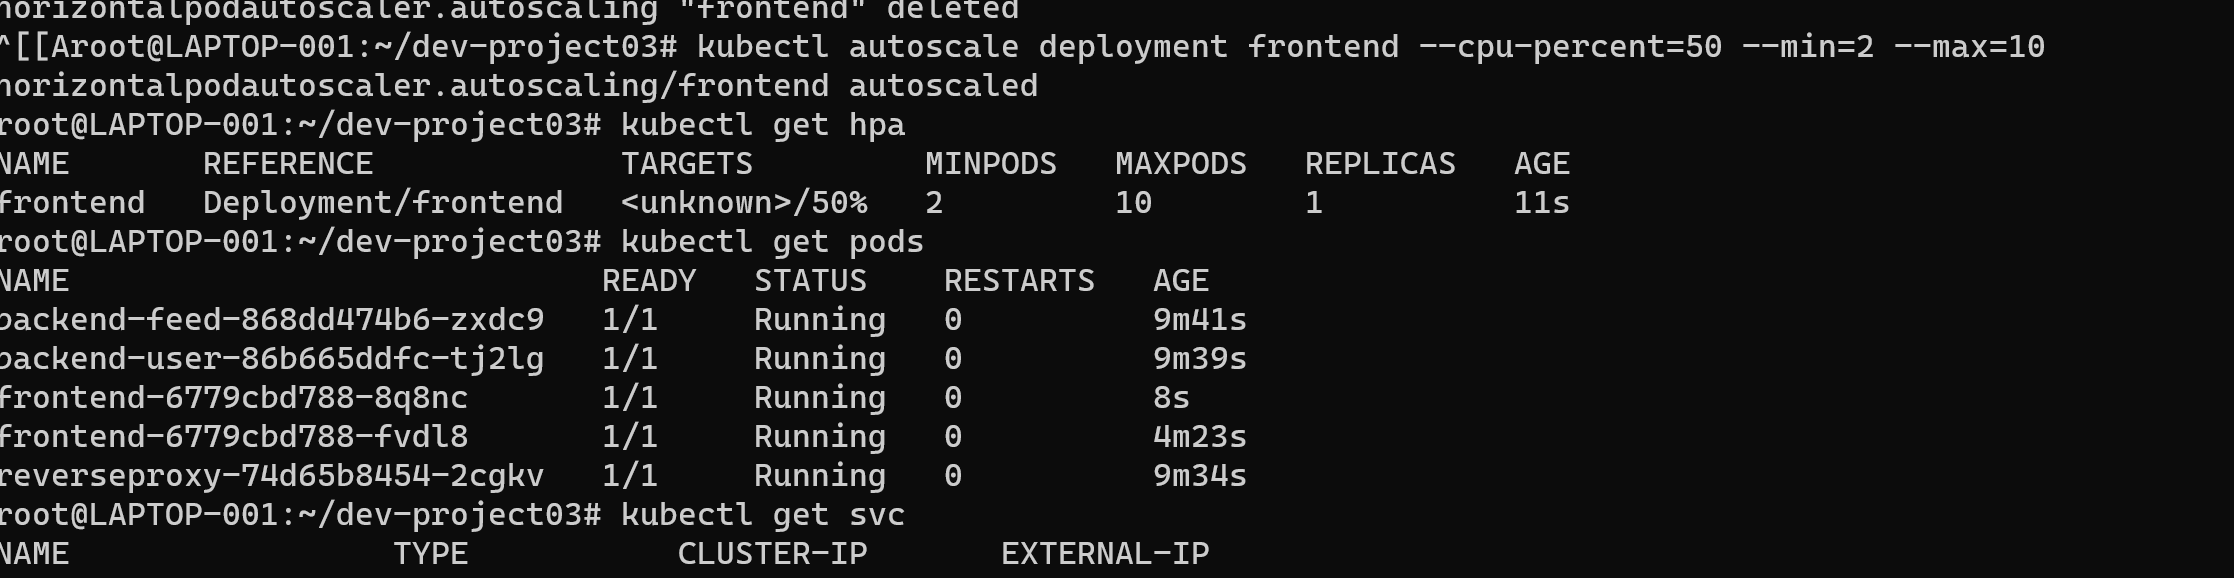 horizontalpodautoscaler.autoscaling "frontend" deleted
^[[Aroot@LAPTOP-001:~/dev-project03# kubectl autoscale deployment frontend --cpu-percent=50 --min=2 --max=10
horizontalpodautoscaler.autoscaling/frontend autoscaled
root@LAPTOP-001:~/dev-project03# kubectl get hpa
NAME       REFERENCE             TARGETS         MINPODS   MAXPODS   REPLICAS   AGE
frontend   Deployment/frontend   <unknown>/50%   2         10        1          11s
root@LAPTOP-001:~/dev-project03# kubectl get pods
NAME                            READY   STATUS    RESTARTS   AGE
backend-feed-868dd474b6-zxdc9   1/1     Running   0          9m41s
backend-user-86b665ddfc-tj2lg   1/1     Running   0          9m39s
frontend-6779cbd788-8q8nc       1/1     Running   0          8s
frontend-6779cbd788-fvdl8       1/1     Running   0          4m23s
reverseproxy-74d65b8454-2cgkv   1/1     Running   0          9m34s
root@LAPTOP-001:~/dev-project03# kubectl get svc
NAME                 TYPE           CLUSTER-IP       EXTERNAL-IP